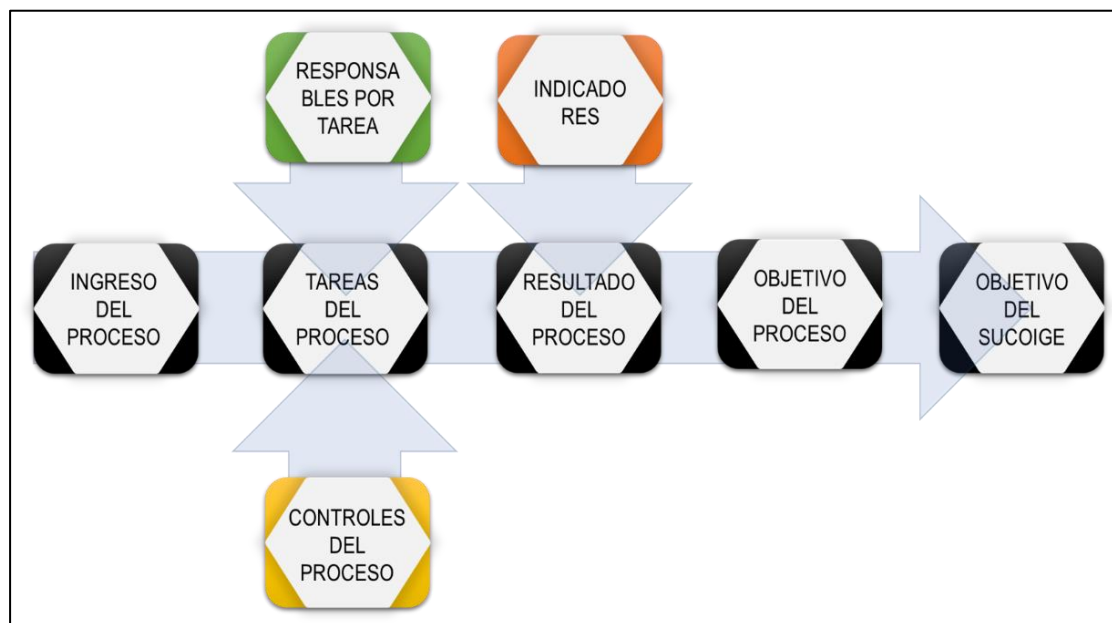 RESPONSA
BLES POR
TAREA
INDICADO
RES
INGRESO
DEL
PROCESO
TAREAS
DEL
PROCESO
RESULTADO
DEL
PROCESO
OBJETIVO
DEL
PROCESO
OBJETIVO
DEL
SUCOIGE
CONTROLES
DEL
PROCESO